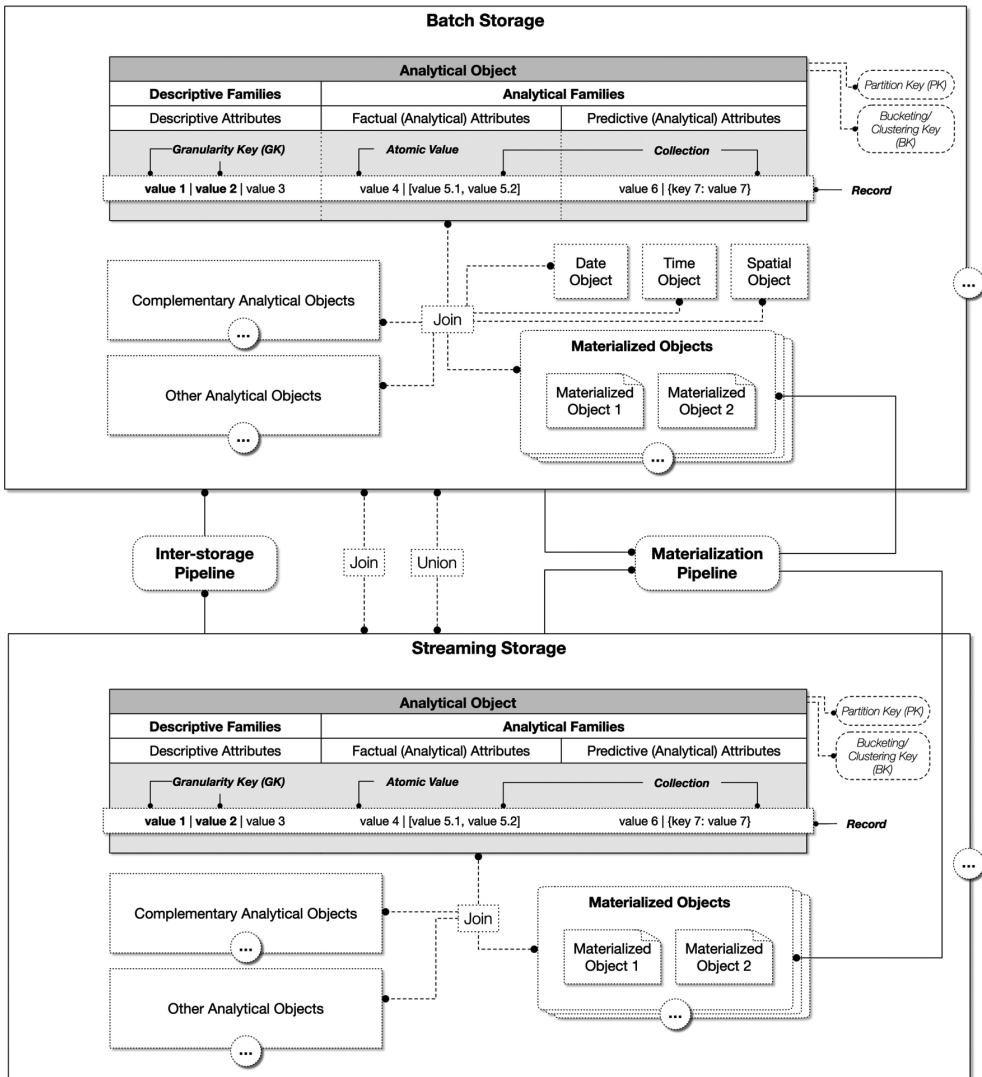 Batch Storage
Analytical Object
Partition Key (PK)
Descriptive Families
Analytical Families
Descriptive Attributes
Factual (Analytical) Attributes
Predictive (Analytical) Attributes
Bucketing/
Clustering Key
(BK)
Granularity Key (GK)
Atomic Value
Collection
value 1 | value 2 | value 3
value 4 | [value 5.1, value 5.2]
value 6 | {key 7: value 7}
Record
Date
Object
Time
Object
Spatial
Object
...
Complementary Analytical Objects
...
Join
Materialized Objects
Other Analytical Objects
...
Materialized
Object 1
Materialized
Object 2
...
Inter-storage
Pipeline
Join
Union
Materialization
Pipeline
Streaming Storage
Analytical Object
Partition Key (PK)
Descriptive Families
Analytical Families
Descriptive Attributes
Factual (Analytical) Attributes
Predictive (Analytical) Attributes
Bucketing/
Clustering Key
(BK)
Granularity Key (GK)
Atomic Value
Collection
value 1 | value 2 | value 3
value 4 | [value 5.1, value 5.2]
value 6 | {key 7: value 7}
Record
...
Complementary Analytical Objects
...
Join
Materialized Objects
Other Analytical Objects
...
Materialized
Object 1
Materialized
Object 2
...